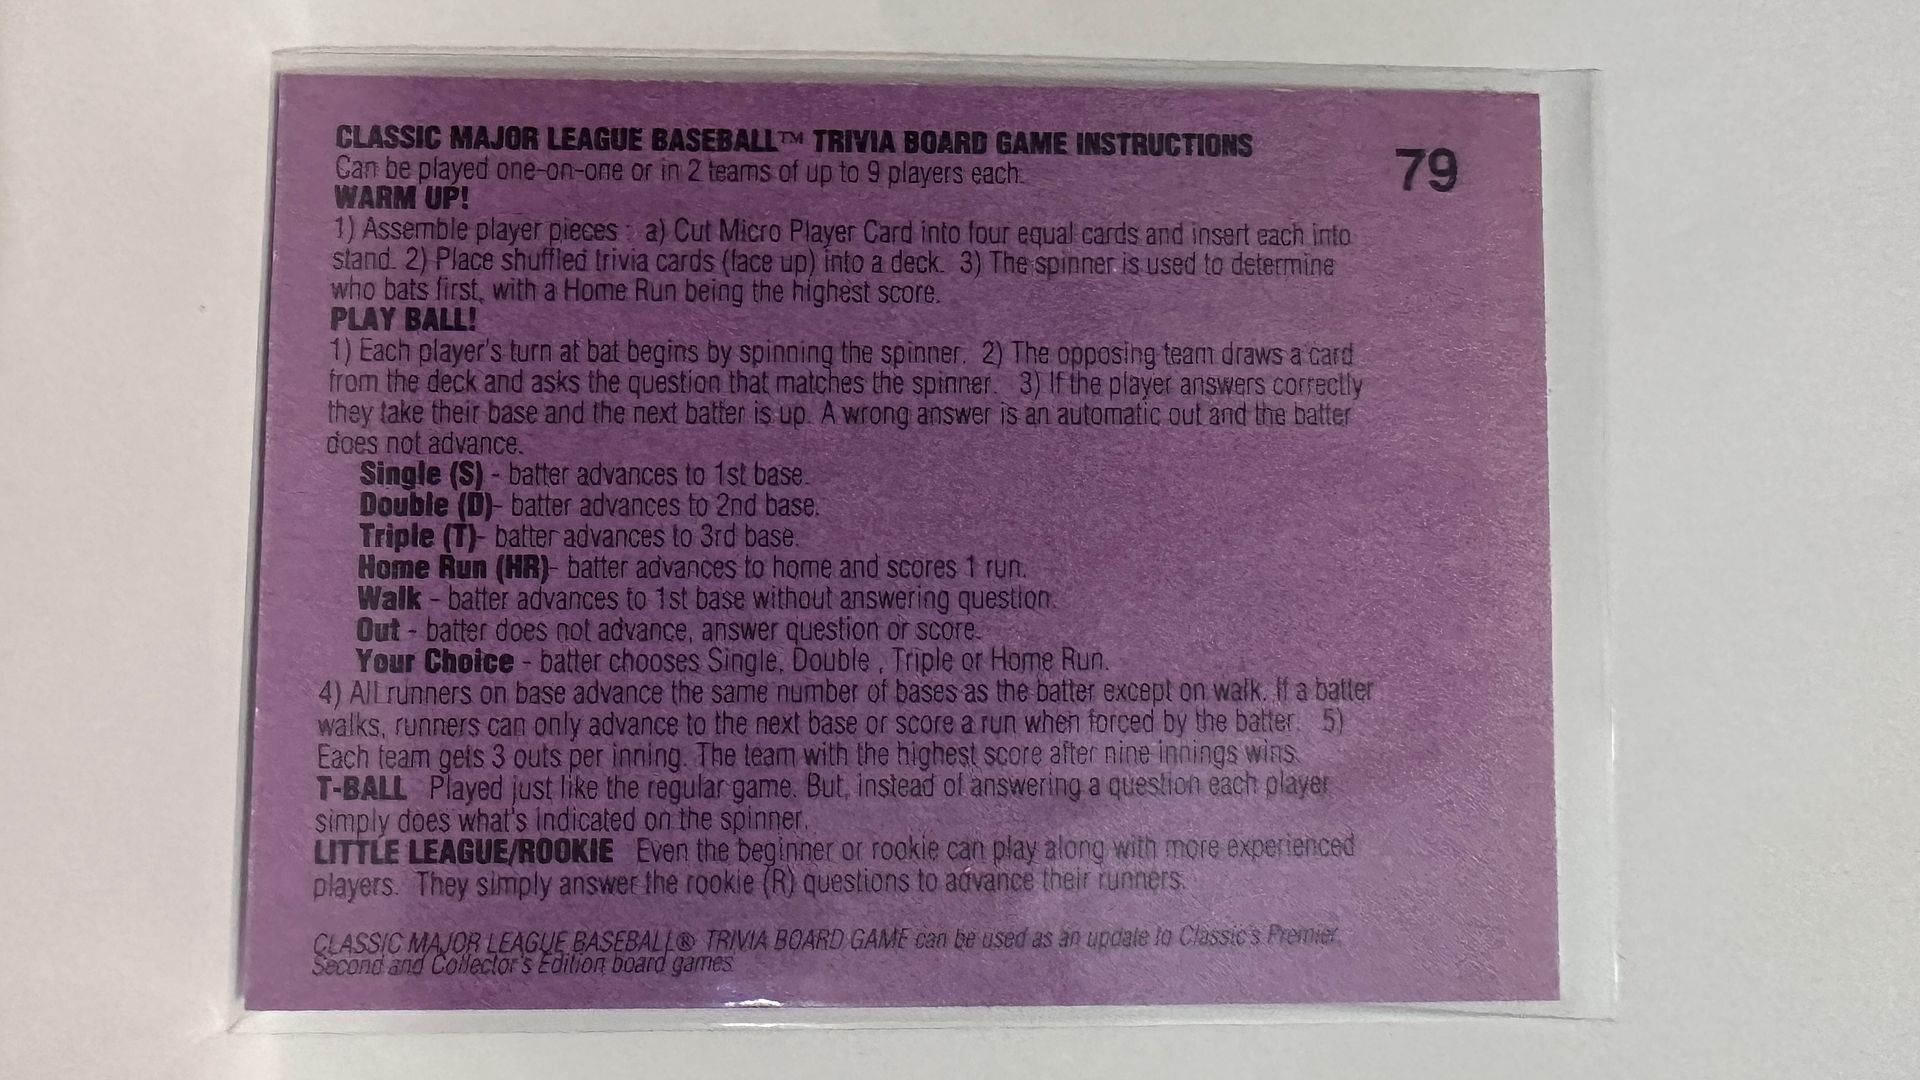 CLASSIC MAJOR LEAGUE BASEBALL™ TRIVIA BOARD GAME INSTRUCTIONS
79
Can be played one-on-one or in 2 teams of up to 9 players each.
WARM UP!
1) Assemble player pieces : a) Cut Micro Player Card into four equal cards and insert each into
stand. 2) Place shuffled trivia cards (face up) into a deck. 3) The spinner is used to determine
who bats first, with a Home Run being the highest score.
PLAY BALL!
1) Each player's turn at bat begins by spinning the spinner. 2) The opposing team draws a card
from the deck and asks the question that matches the spinner. 3) If the player answers correctly
they take their base and the next batter is up. A wrong answer is an automatic out and the batter
does not advance.
Single (S) - batter advances to 1st base.
Double (D)- batter advances to 2nd base.
Triple (T)- batter advances to 3rd base.
Home Run (HR)- batter advances to home and scores 1 run.
Walk - batter advances to 1st base without answering question.
Out - batter does not advance, answer question or score.
Your Choice - batter chooses Single, Double , Triple or Home Run.
4) All runners on base advance the same number of bases as the batter except on walk. If a batter
walks, runners can only advance to the next base or score a run when forced by the batter. 5)
Each team gets 3 outs per inning. The team with the highest score after nine innings wins.
T-BALL Played just like the regular game. But, instead of answering a question each player
simply does what's indicated on the spinner.
LITTLE LEAGUE/ROOKIE Even the beginner or rookie can play along with more experienced
players. They simply answer the rookie (R) questions to advance their runners.
CLASSIC MAJOR LEAGUE BASEBALL® TRIVIA BOARD GAME can be used as an update to Classic's Premier,
Second and Collector's Edition board games